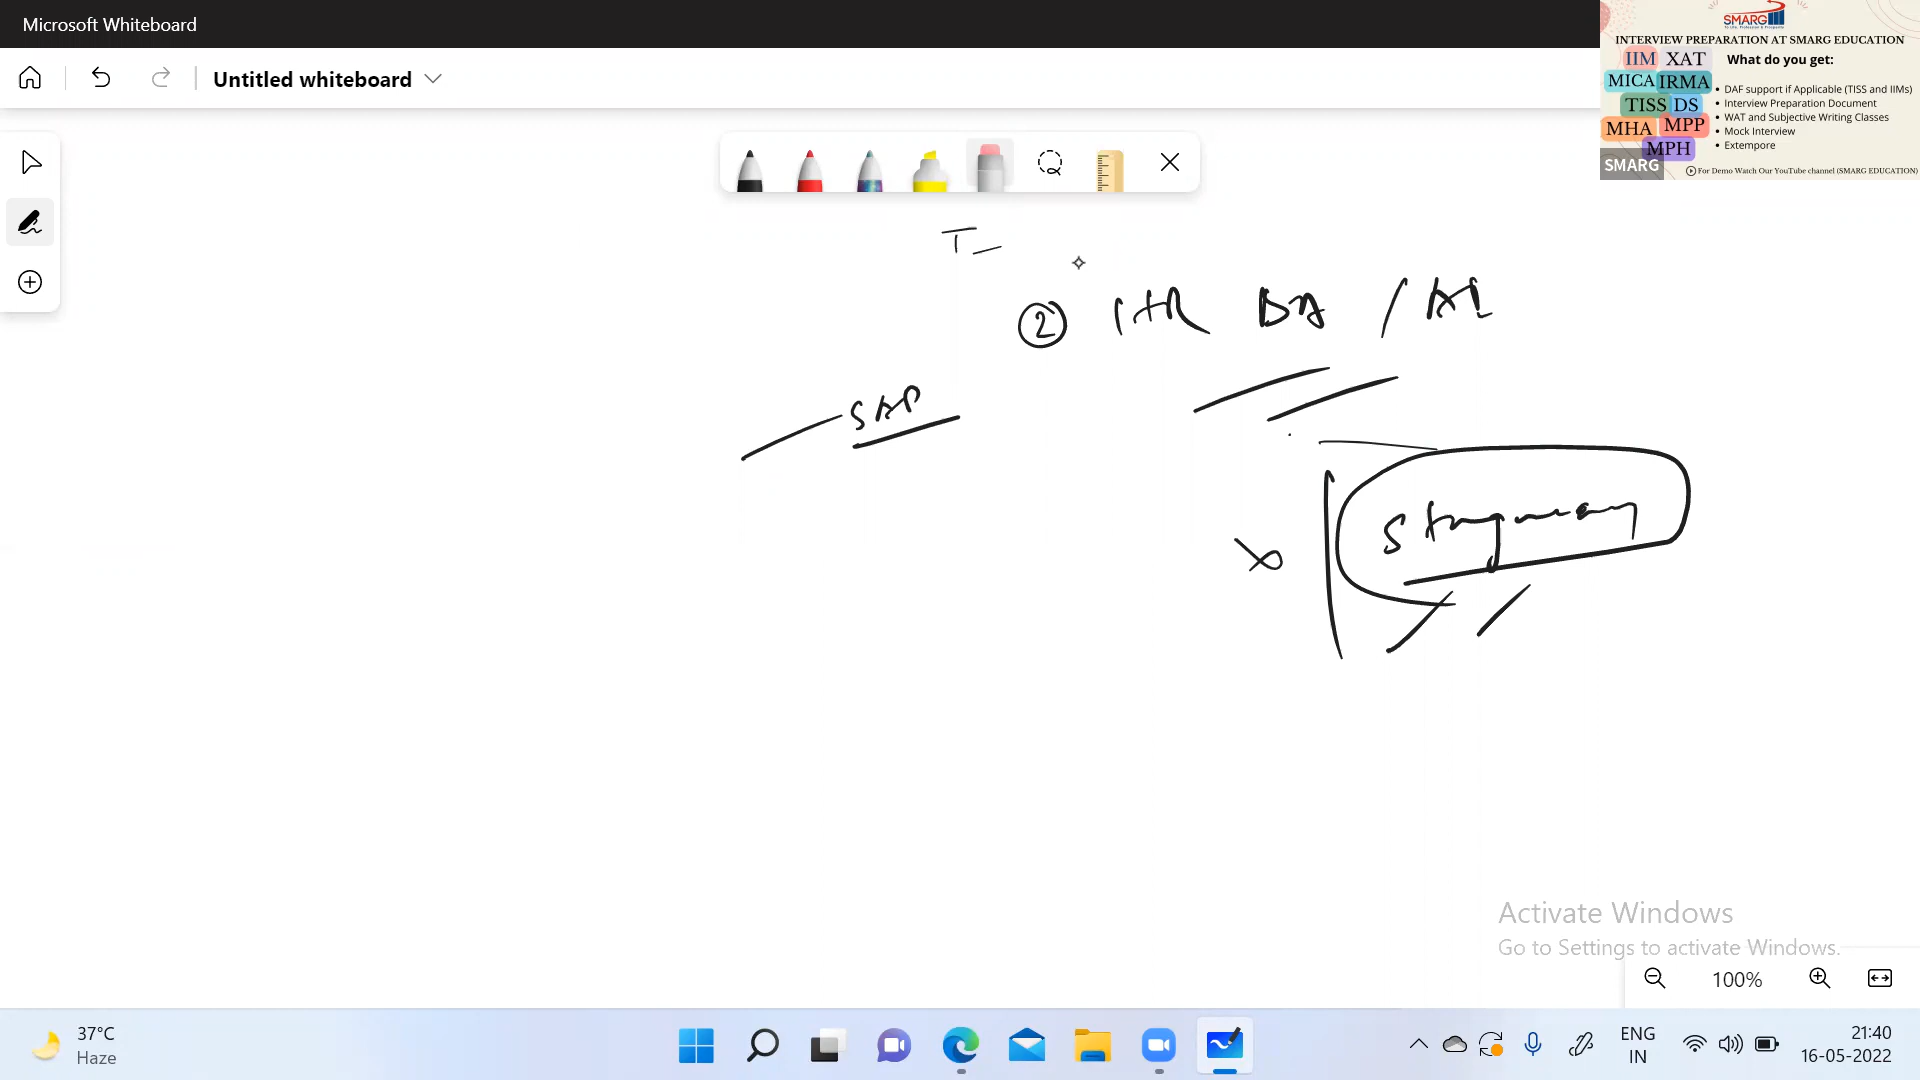 Microsoft Whiteboard
Untitled whiteboard
SMARG
INTERVIEW PREPARATION AT SMARG EDUCATION
IIM XAT
MICA IRMA
TISS DS
MHA MPP
MPH
What do you get:
• DAF support if Applicable (TISS and IIMs)
• Interview Preparation Document
• WAT and Subjective Writing Classes
• Mock Interview
• Extempore
SMARG
For Demo Watch Our YouTube channel (SMARG EDUCATION)
T
② HR DA /
SAP
Activate Windows
Go to Settings to activate Windows.
100%
37°C
Haze
ENG
IN
21:40
16-05-2022